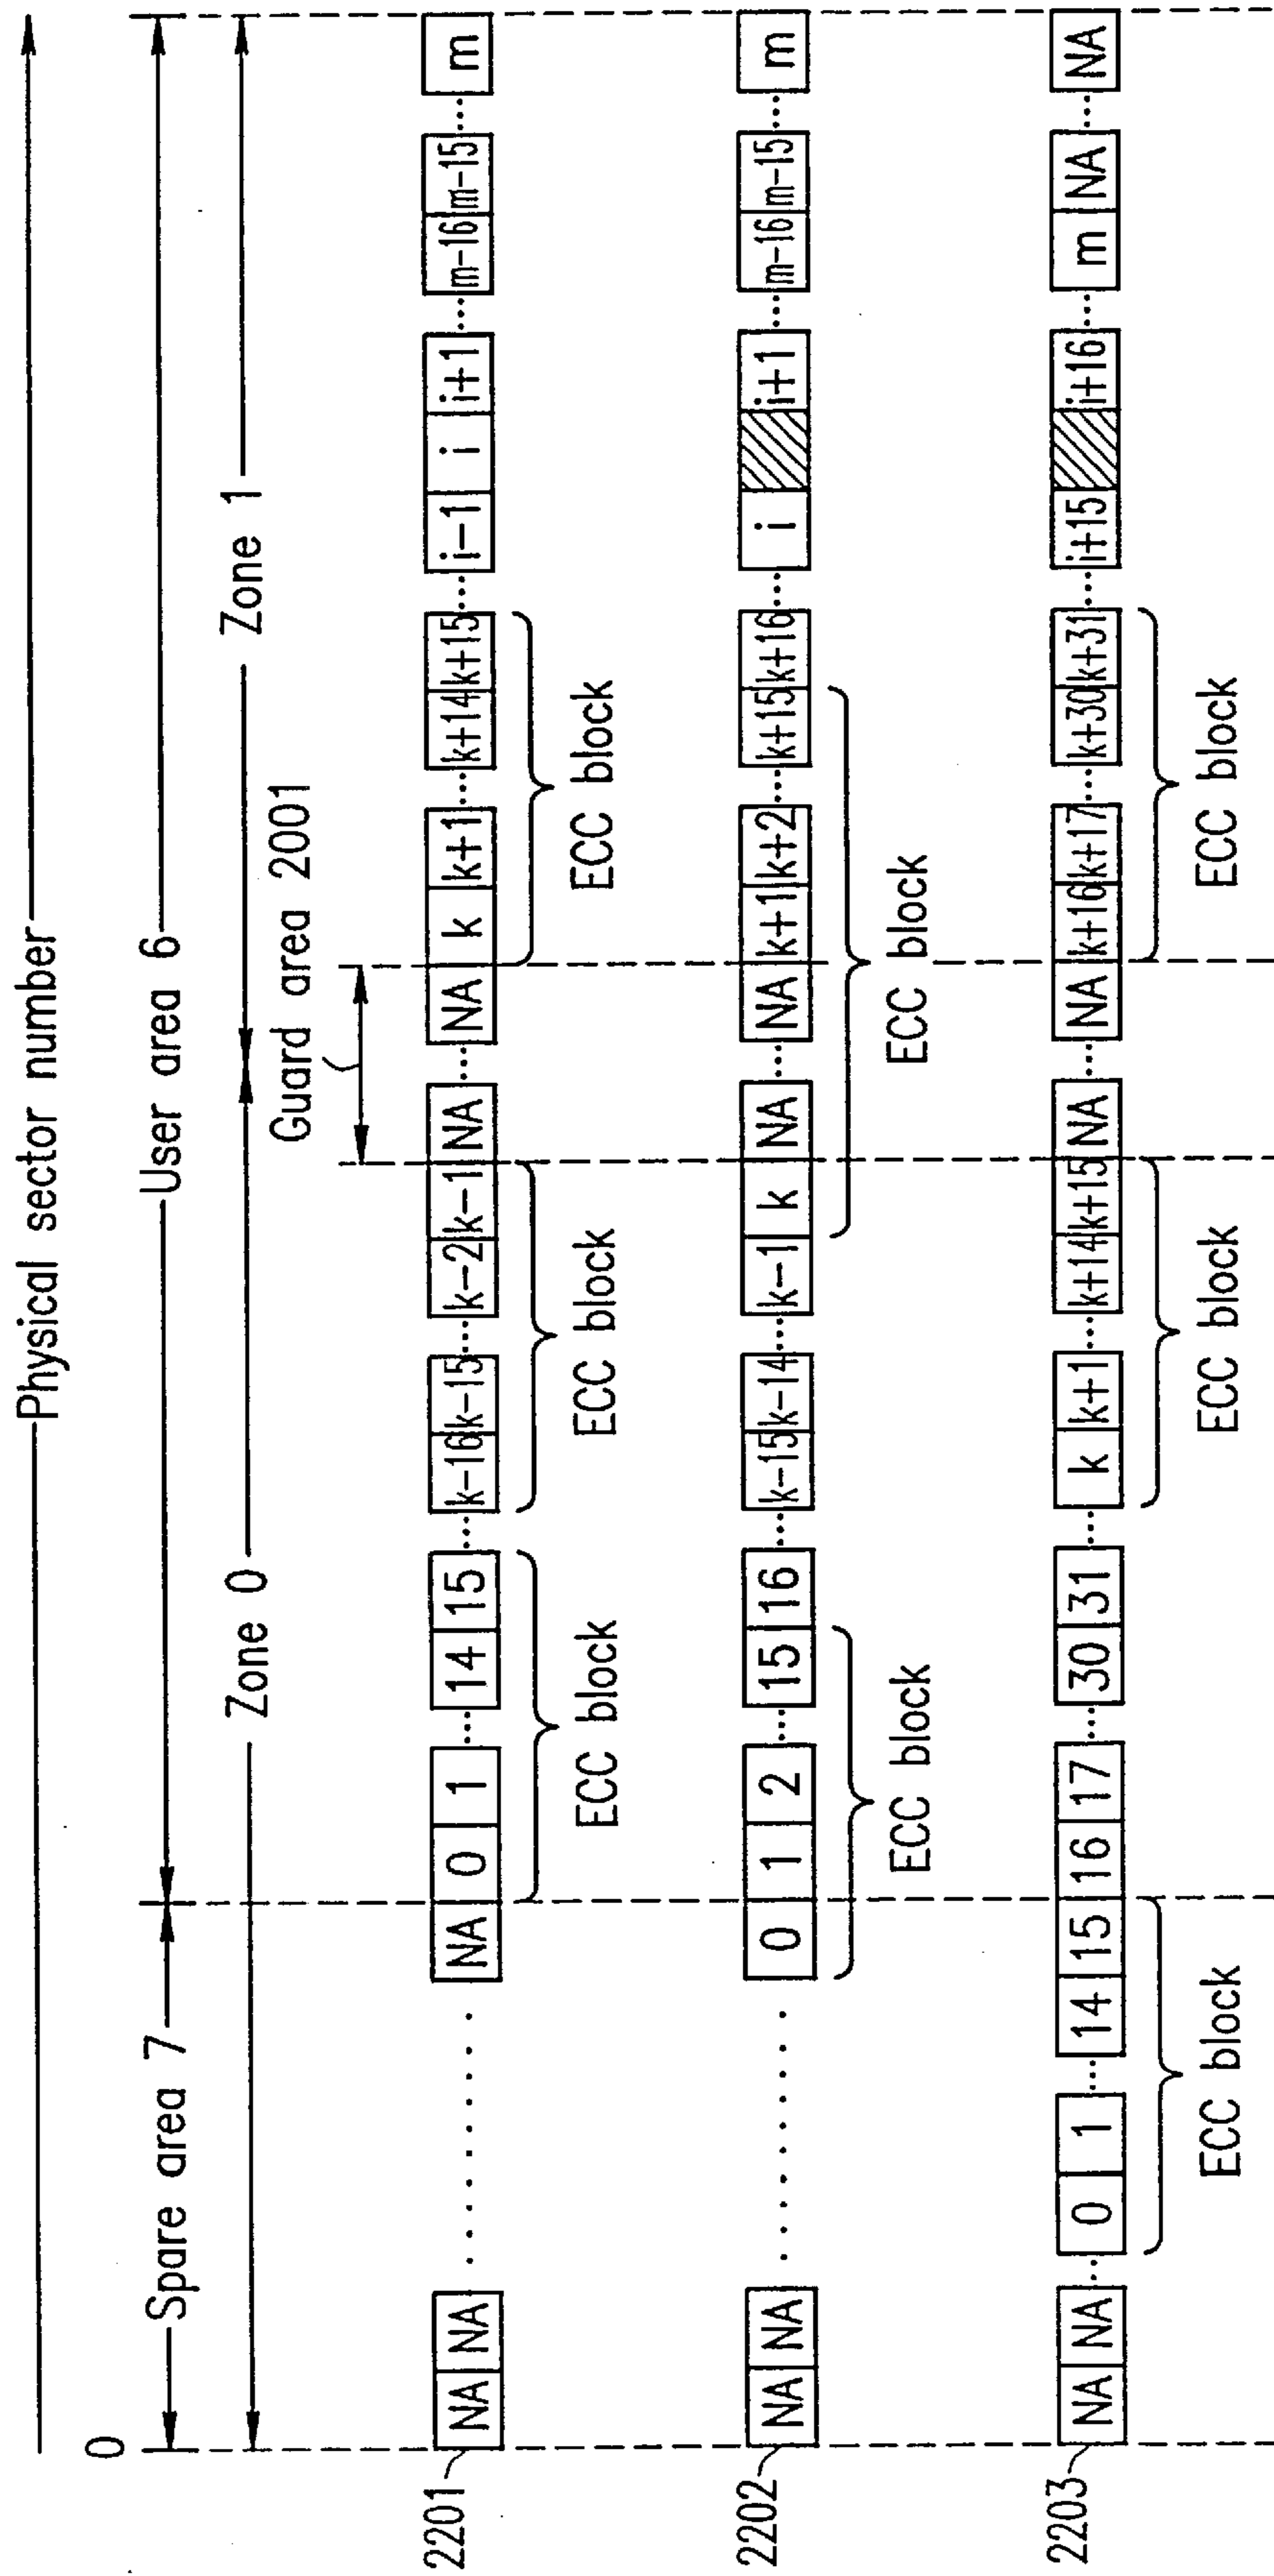 Physical sector number
0
Spare area 7
User area 6
Zone 0
Zone 1
Guard area 2001
2201
NA NA ........ NA 0 1 ... 14 15 ... k-16 k-15 ... k-2 k-1 NA ... NA k k+1 ... k+14 k+15 ... i-1 i i+1 ... m-16 m-15 ... m
ECC block
ECC block
ECC block
2202
NA NA ........ 0 1 2 ... 15 16 ... k-15 k-14 ... k-1 k NA ... NA k+1 k+2 ... k+15 k+16 ... i i+1 ... m-16 m-15 ... m
ECC block
ECC block
2203
NA NA ... 0 1 ... 14 15 16 17 ... 30 31 ... k k+1 ... k+14 k+15 NA ... NA k+16 k+17 ... k+30 k+31 ... i+15 i+16 ... m NA ... NA
ECC block
ECC block
ECC block